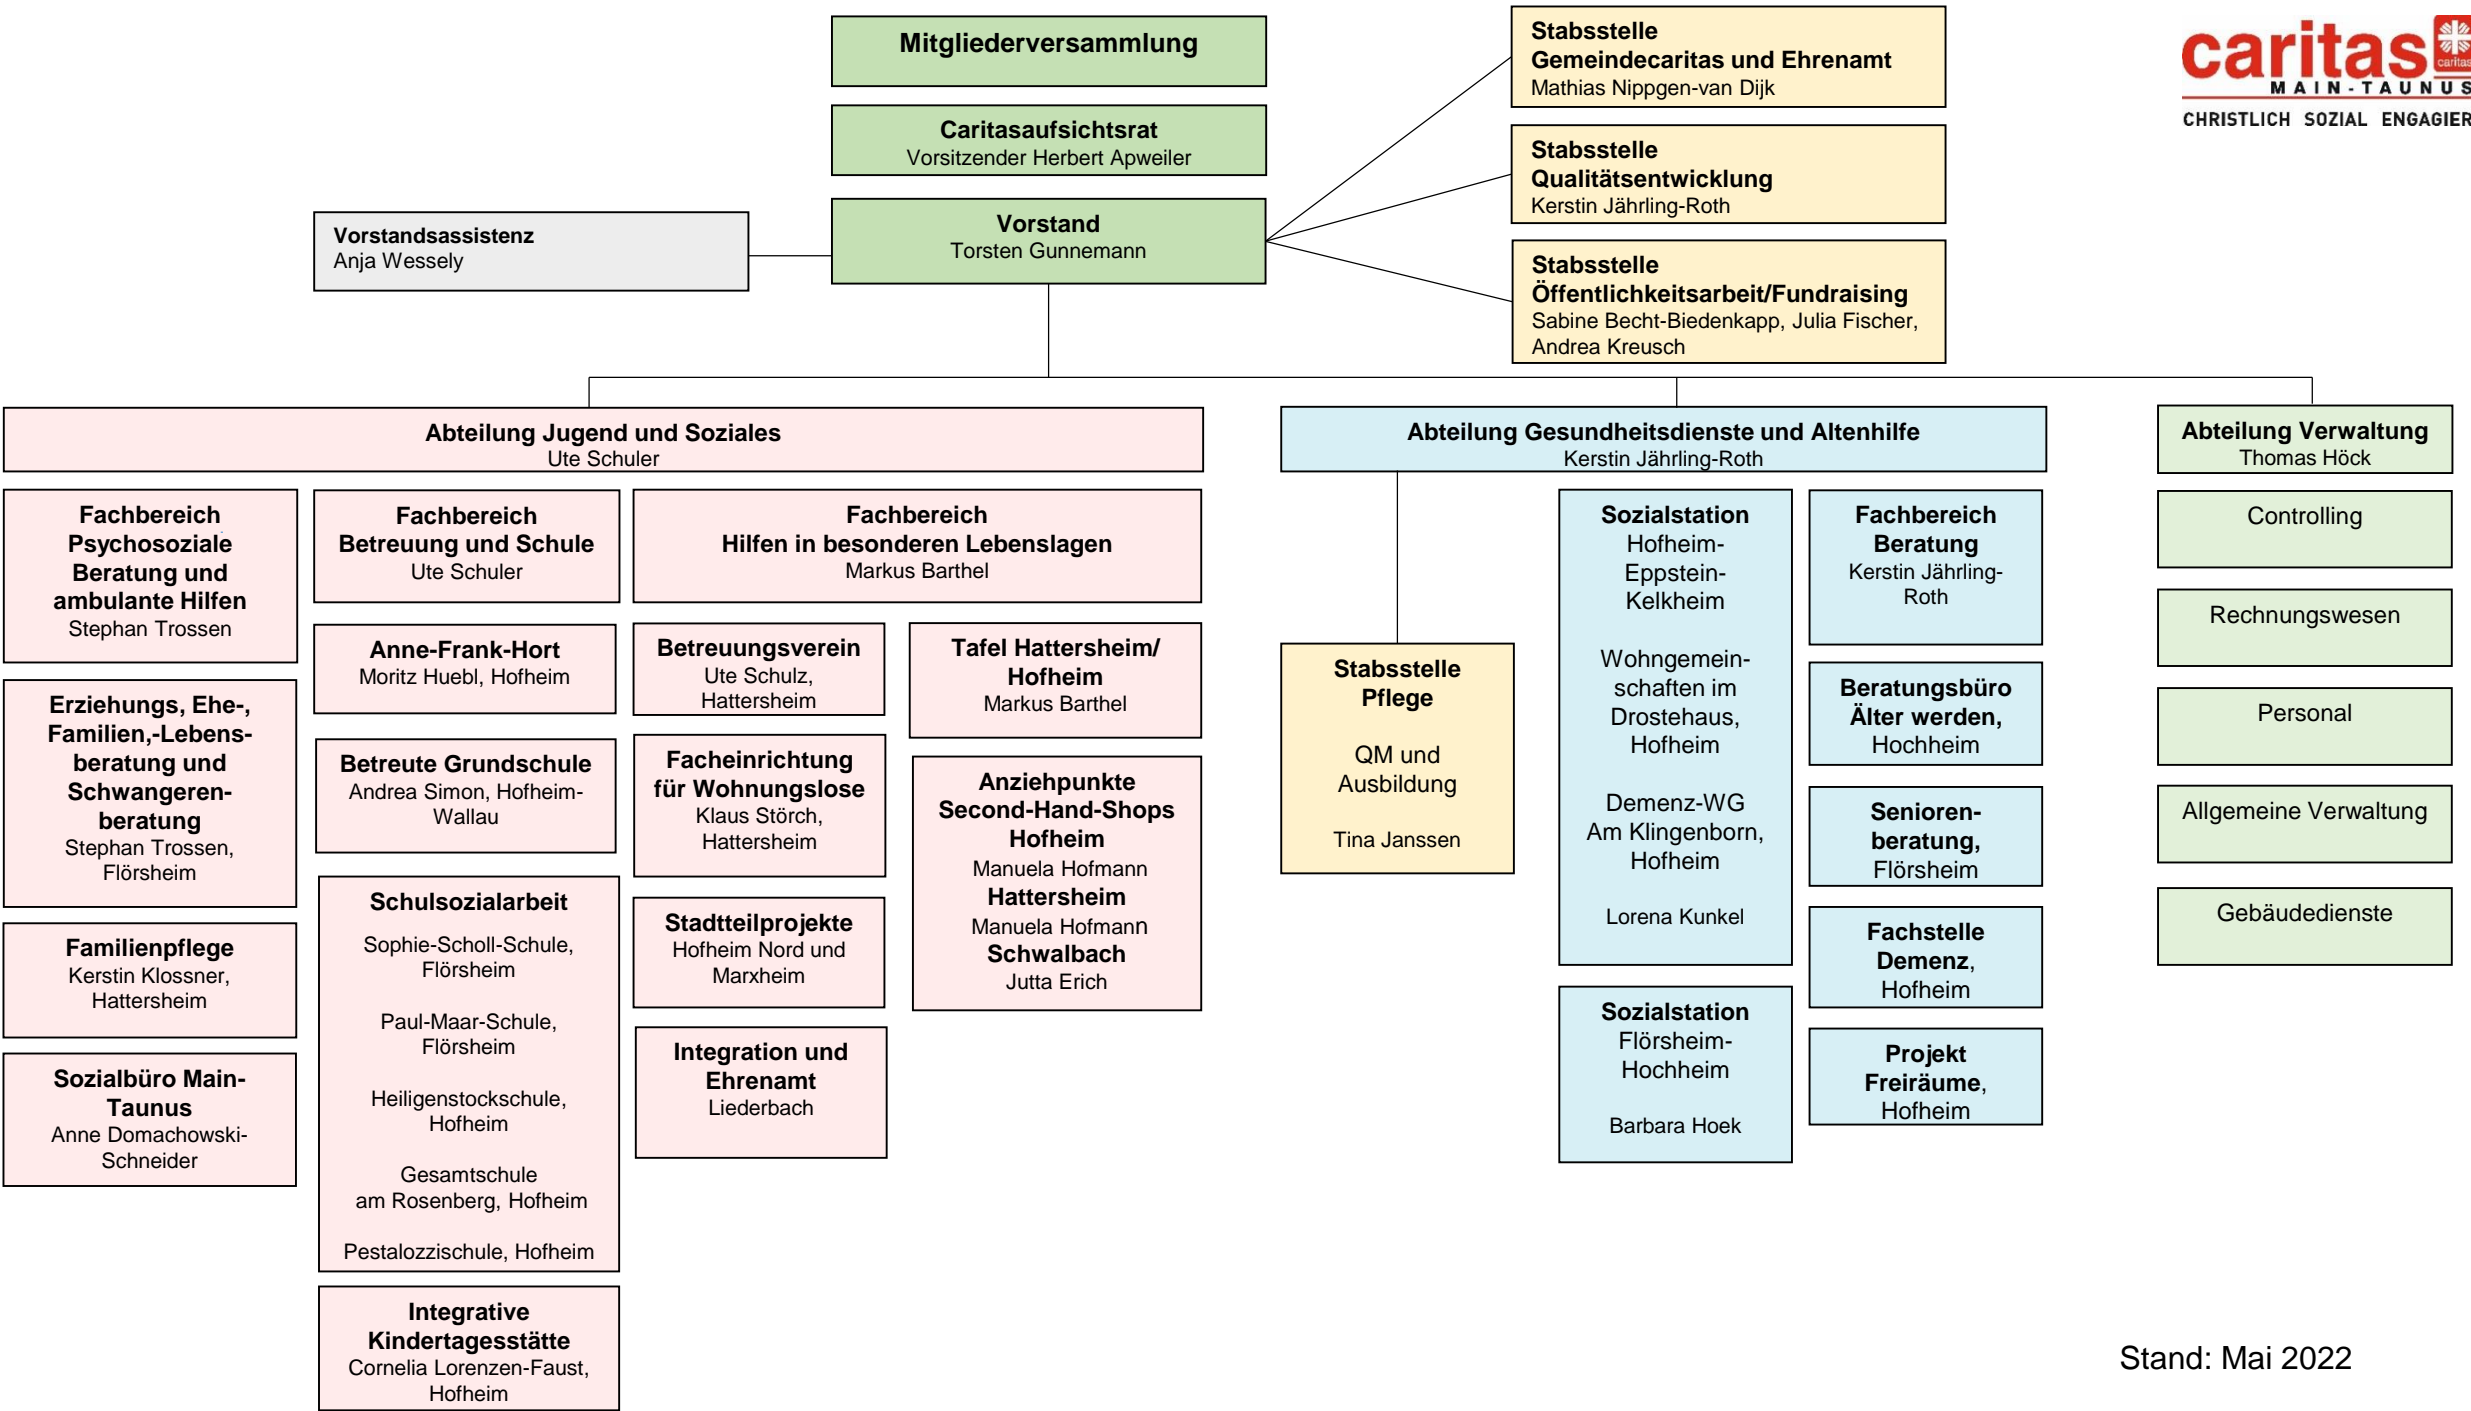 Mitgliederversammlung
Caritasaufsichtsrat
Vorsitzender Herbert Apweiler
Vorstand
Torsten Gunnemann
Vorstandsassistenz
Anja Wessely
Stabsstelle
Gemeindecaritas und Ehrenamt
Mathias Nippgen-van Dijk
Stabsstelle
Qualitätsentwicklung
Kerstin Jährling-Roth
Stabsstelle
Öffentlichkeitsarbeit/Fundraising
Sabine Becht-Biedenkapp, Julia Fischer,
Andrea Kreusch
caritas
caritas
MAIN-TAUNUS
CHRISTLICH SOZIAL ENGAGIER
Abteilung Jugend und Soziales
Ute Schuler
Fachbereich
Psychosoziale
Beratung und
ambulante Hilfen
Stephan Trossen
Erziehungs, Ehe-,
Familien,-Lebens-
beratung und
Schwangeren-
beratung
Stephan Trossen,
Flörsheim
Familienpflege
Kerstin Klossner,
Hattersheim
Sozialbüro Main-
Taunus
Anne Domachowski-
Schneider
Fachbereich
Betreuung und Schule
Ute Schuler
Anne-Frank-Hort
Moritz Huebl, Hofheim
Betreute Grundschule
Andrea Simon, Hofheim-
Wallau
Schulsozialarbeit
Sophie-Scholl-Schule,
Flörsheim
Paul-Maar-Schule,
Flörsheim
Heiligenstockschule,
Hofheim
Gesamtschule
am Rosenberg, Hofheim
Pestalozzischule, Hofheim
Integrative
Kindertagesstätte
Cornelia Lorenzen-Faust,
Hofheim
Fachbereich
Hilfen in besonderen Lebenslagen
Markus Barthel
Betreuungsverein
Ute Schulz,
Hattersheim
Facheinrichtung
für Wohnungslose
Klaus Störch,
Hattersheim
Stadtteilprojekte
Hofheim Nord und
Marxheim
Integration und
Ehrenamt
Liederbach
Tafel Hattersheim/
Hofheim
Markus Barthel
Anziehpunkte
Second-Hand-Shops
Hofheim
Manuela Hofmann
Hattersheim
Manuela Hofmann
Schwalbach
Jutta Erich
Abteilung Gesundheitsdienste und Altenhilfe
Kerstin Jährling-Roth
Stabsstelle
Pflege
QM und
Ausbildung
Tina Janssen
Sozialstation
Hofheim-
Eppstein-
Kelkheim
Wohngemein-
schaften im
Drostehaus,
Hofheim
Demenz-WG
Am Klingenborn,
Hofheim
Lorena Kunkel
Sozialstation
Flörsheim-
Hochheim
Barbara Hoek
Fachbereich
Beratung
Kerstin Jährling-
Roth
Beratungsbüro
Älter werden,
Hochheim
Senioren-
beratung,
Flörsheim
Fachstelle
Demenz,
Hofheim
Projekt
Freiräume,
Hofheim
Abteilung Verwaltung
Thomas Höck
Controlling
Rechnungswesen
Personal
Allgemeine Verwaltung
Gebäudedienste
Stand: Mai 2022